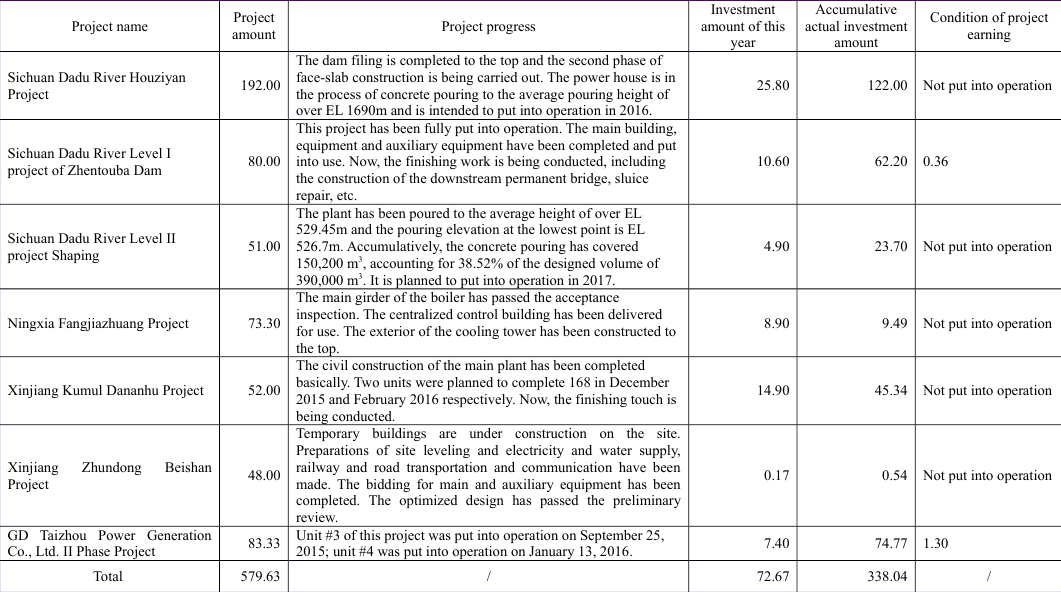 Project name
Project
amount
Project progress
Investment
amount of this
year
Accumulative
actual investment
amount
Condition of project
earning
Sichuan Dadu River Houziyan
Project
192.00
The dam filing is completed to the top and the second phase of
face-slab construction is being carried out. The power house is in
the process of concrete pouring to the average pouring height of
over EL 1690m and is intended to put into operation in 2016.
25.80
122.00
Not put into operation
Sichuan Dadu River Level I
project of Zhentouba Dam
80.00
This project has been fully put into operation. The main building,
equipment and auxiliary equipment have been completed and put
into use. Now, the finishing work is being conducted, including
the construction of the downstream permanent bridge, sluice
repair, etc.
10.60
62.20
0.36
Sichuan Dadu River Level II
project Shaping
51.00
The plant has been poured to the average height of over EL
529.45m and the pouring elevation at the lowest point is EL
526.7m. Accumulatively, the concrete pouring has covered
150,200 m³, accounting for 38.52% of the designed volume of
390,000 m³. It is planned to put into operation in 2017.
4.90
23.70
Not put into operation
Ningxia Fangjiazhuang Project
73.30
The main girder of the boiler has passed the acceptance
inspection. The centralized control building has been delivered
for use. The exterior of the cooling tower has been constructed to
the top.
8.90
9.49
Not put into operation
Xinjiang Kumul Dananhu Project
52.00
The civil construction of the main plant has been completed
basically. Two units were planned to complete 168 in December
2015 and February 2016 respectively. Now, the finishing touch is
being conducted.
14.90
45.34
Not put into operation
Xinjiang Zhundong Beishan
Project
48.00
Temporary buildings are under construction on the site.
Preparations of site leveling and electricity and water supply,
railway and road transportation and communication have been
made. The bidding for main and auxiliary equipment has been
completed. The optimized design has passed the preliminary
review.
0.17
0.54
Not put into operation
GD Taizhou Power Generation
Co., Ltd. II Phase Project
83.33
Unit #3 of this project was put into operation on September 25,
2015; unit #4 was put into operation on January 13, 2016.
7.40
74.77
1.30
Total
579.63
/
72.67
338.04
/